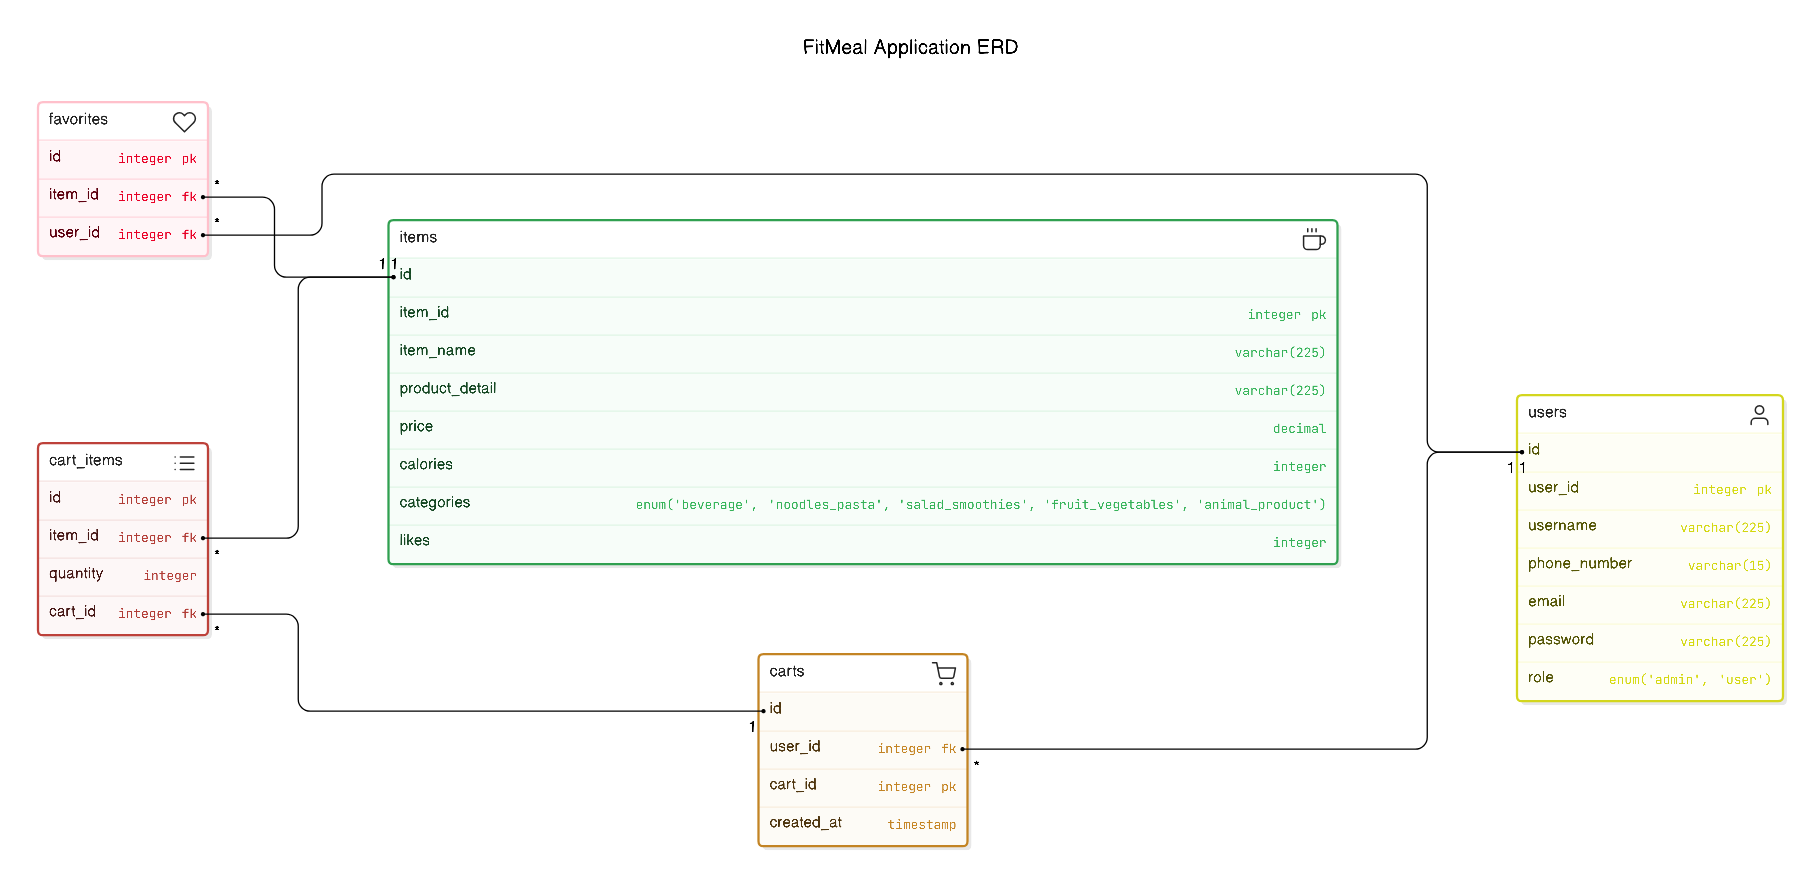 FitMeal Application ERD
favorites
id integer pk
*
item_id integer fk
*
user_id integer fk
items
1 1
id
item_id integer pk
item_name varchar(225)
product_detail varchar(225)
price decimal
calories integer
categories enum('beverage', 'noodles_pasta', 'salad_smoothies', 'fruit_vegetables', 'animal_product')
likes integer
users
id
1 1
user_id integer pk
username varchar(225)
phone_number varchar(15)
email varchar(225)
password varchar(225)
role enum('admin', 'user')
cart_items
id integer pk
item_id integer fk
*
quantity integer
cart_id integer fk
*
carts
id
1
user_id integer fk
*
cart_id integer pk
created_at timestamp